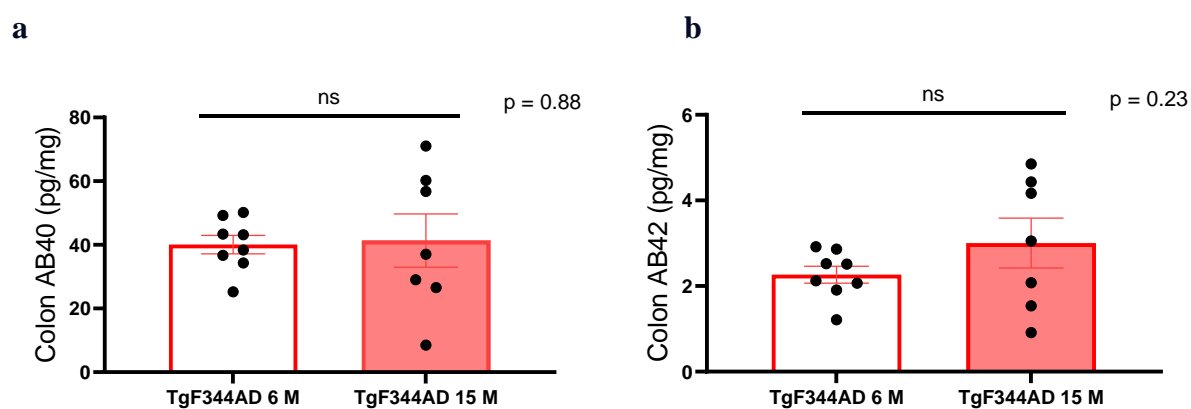 a
ns
p = 0.88
Colon AB40 (pg/mg)
80
60
40
20
0
TgF344AD 6 M
TgF344AD 15 M
b
ns
p = 0.23
Colon AB42 (pg/mg)
6
4
2
0
TgF344AD 6 M
TgF344AD 15 M